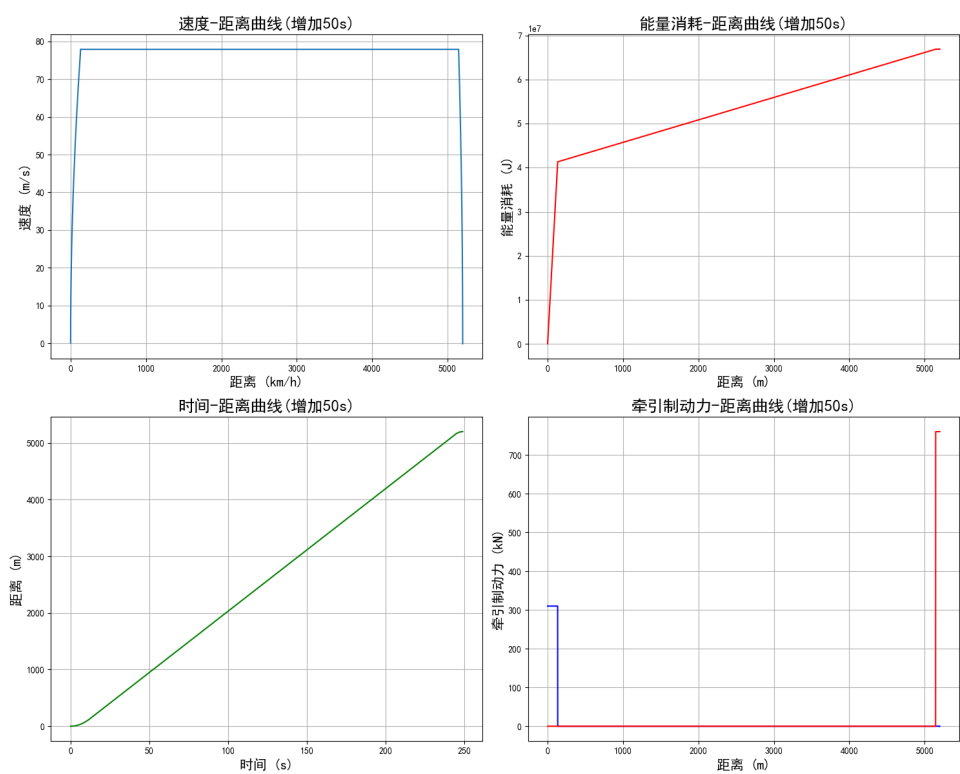 速度-距离曲线(增加50s)
80
70
60
50
40
30
20
10
0
速度 (m/s)
0 1000 2000 3000 4000 5000
距离 (km/h)
能量消耗-距离曲线(增加50s)
1e7
7
6
5
4
3
2
1
0
能量消耗 (J)
0 1000 2000 3000 4000 5000
距离 (m)
时间-距离曲线(增加50s)
5000
4000
3000
2000
1000
0
距离 (m)
0 50 100 150 200 250
时间 (s)
牵引制动力-距离曲线(增加50s)
700
600
500
400
300
200
100
0
牵引制动力 (kN)
0 1000 2000 3000 4000 5000
距离 (m)